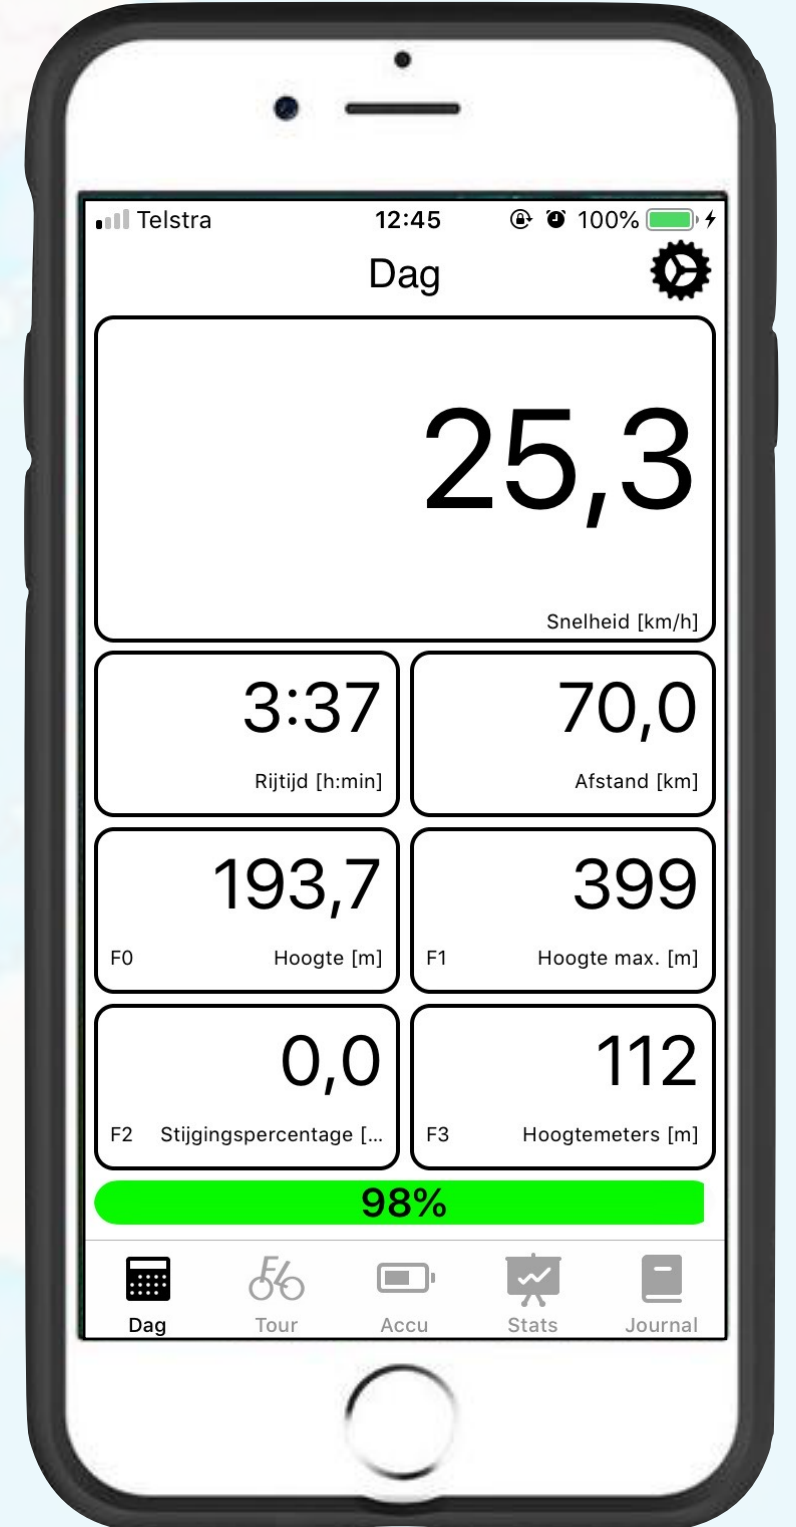 Telstra 12:45 100%
Dag
25,3
Snelheid [km/h]
3:37
Rijtijd [h:min]
70,0
Afstand [km]
193,7
F0 Hoogte [m]
399
F1 Hoogte max. [m]
0,0
F2 Stijgingspercentage [...
112
F3 Hoogtemeters [m]
98%
Dag Tour Accu Stats Journal